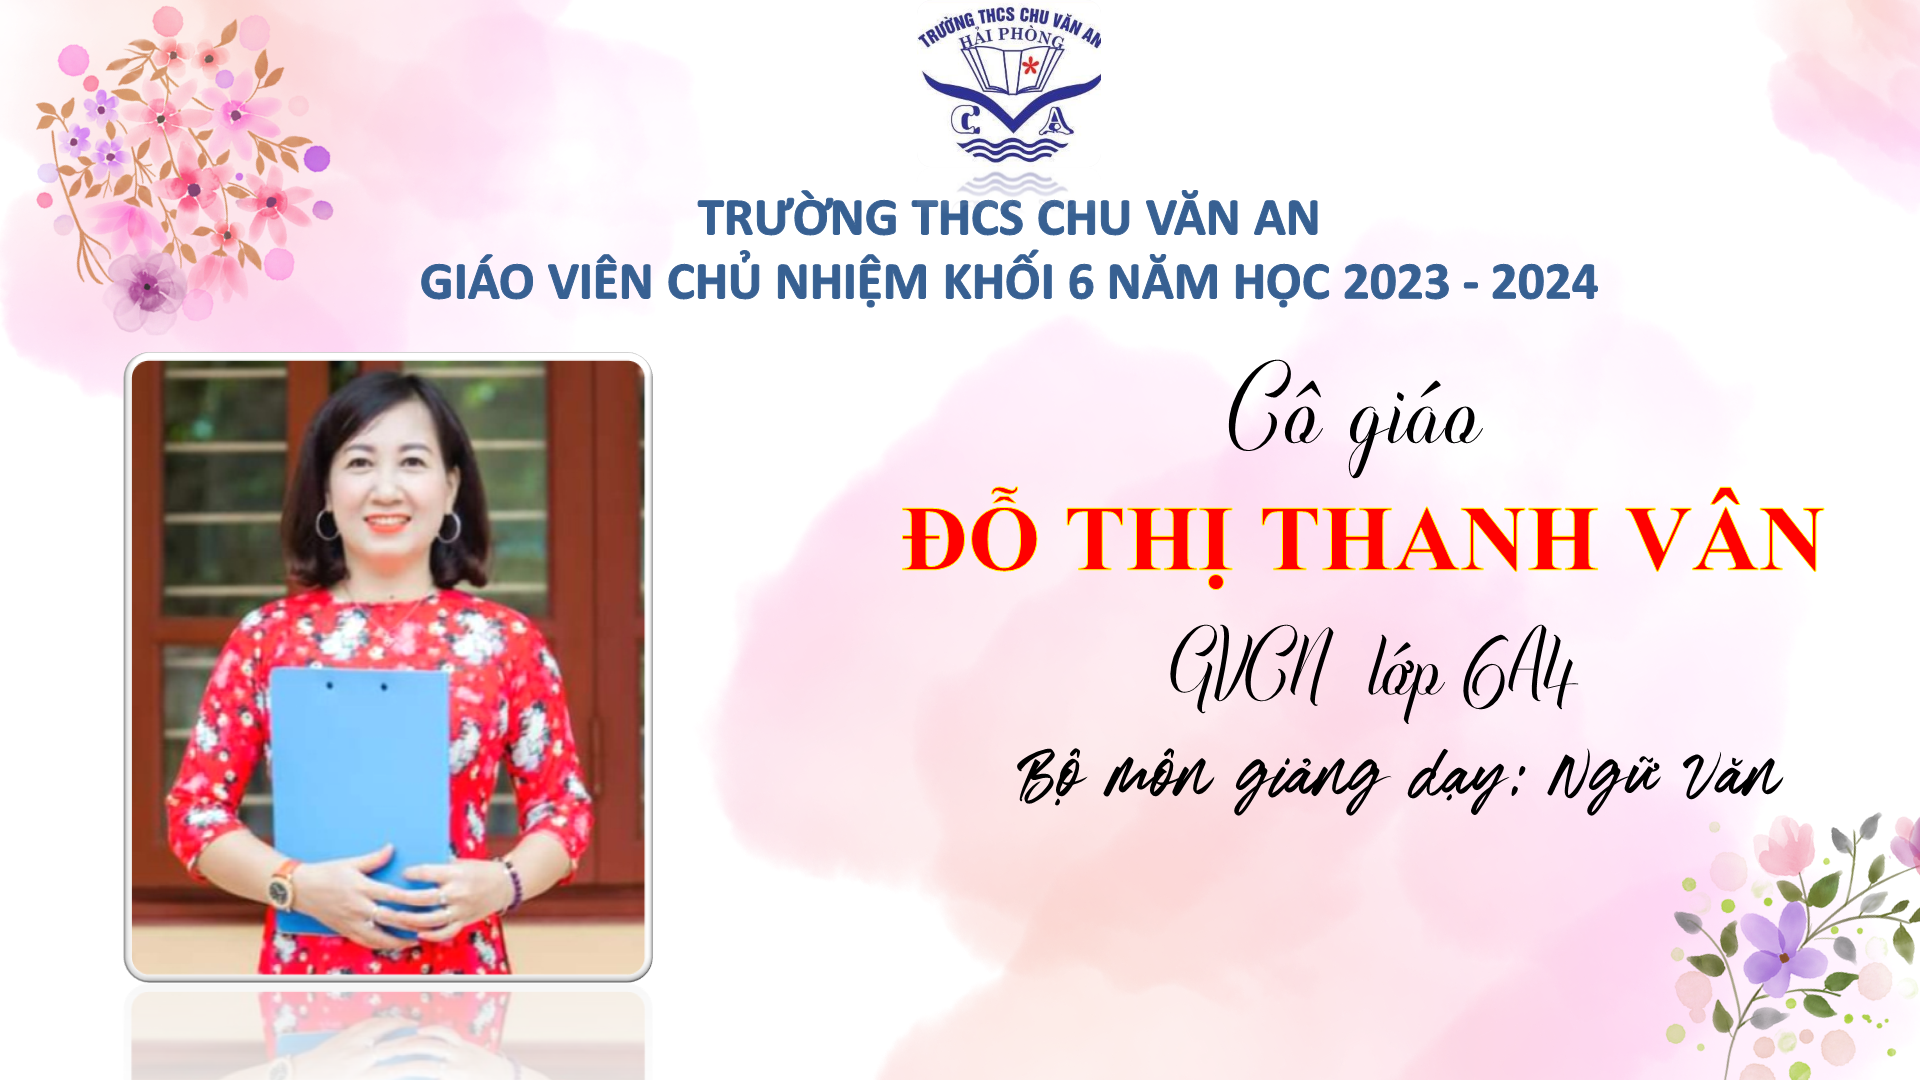 TRƯỜNG THCS CHU VĂN AN
HẢI PHÒNG
C A
TRƯỜNG THCS CHU VĂN AN
GIÁO VIÊN CHỦ NHIỆM KHỐI 6 NĂM HỌC 2023 - 2024
Cô giáo
ĐỖ THỊ THANH VÂN
GVCN lớp 6A4
Bộ môn giảng dạy: Ngữ Văn